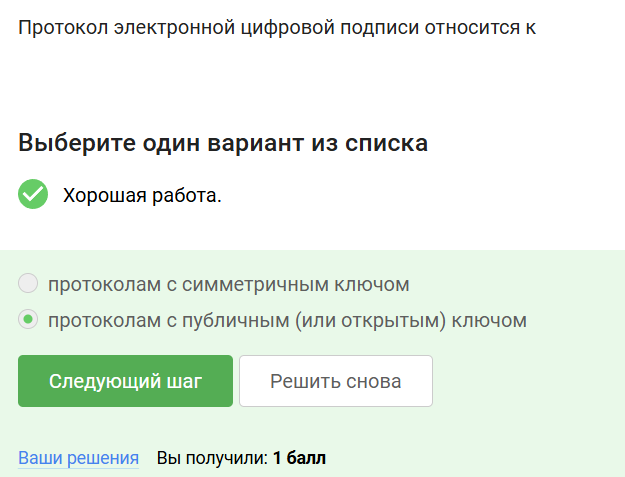 Протокол электронной цифровой подписи относится к
Выберите один вариант из списка
Хорошая работа.
протоколам с симметричным ключом
протоколам с публичным (или открытым) ключом
Следующий шаг Решить снова
Ваши решения Вы получили: 1 балл